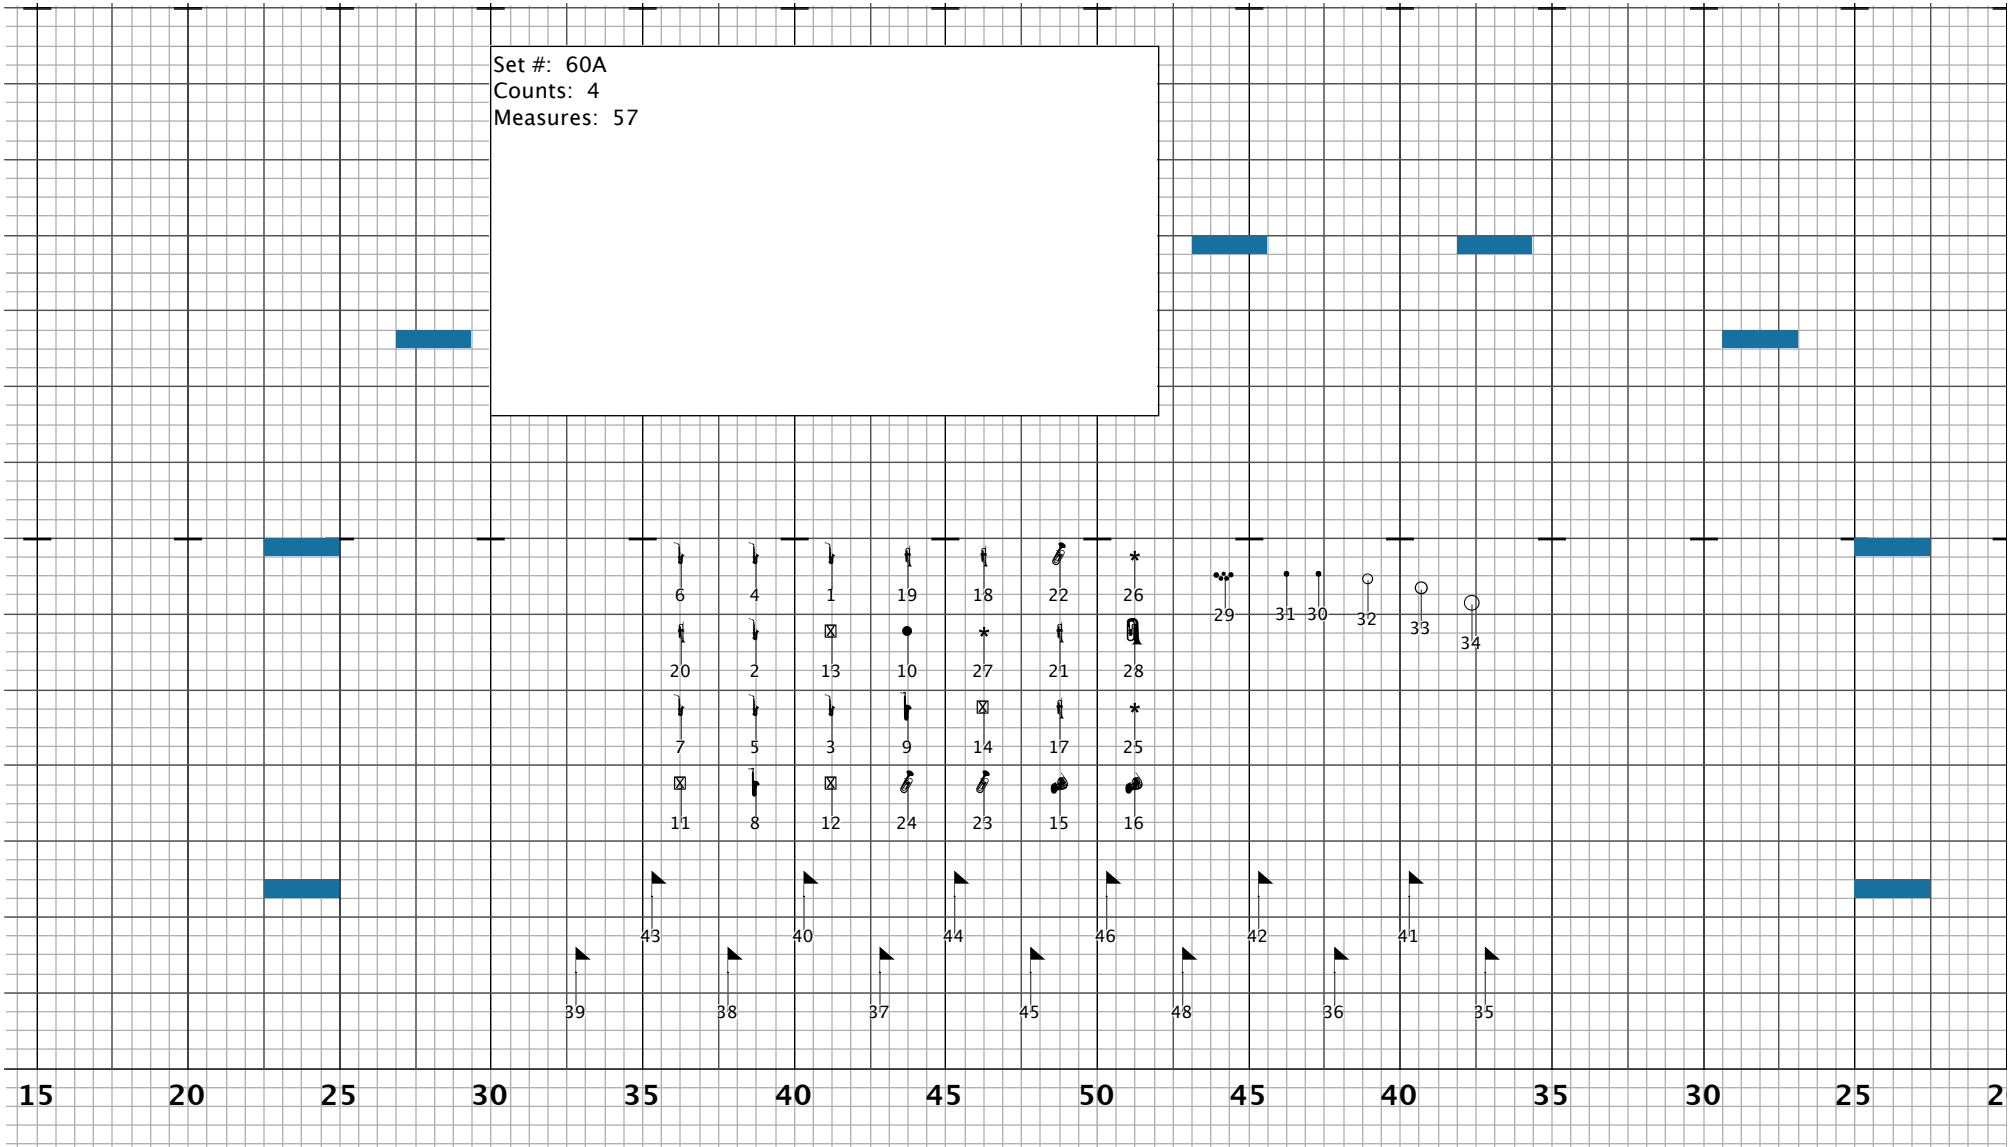 Set #: 60A
Counts: 4
Measures: 57
6 4 1 19 18 22 26
29 31 30 32 33 34
20 2 13 10 27 21 28
7 5 3 9 14 17 25
11 8 12 24 23 15 16
43 40 44 46 42 41
39 38 37 45 48 36 35
15 20 25 30 35 40 45 50 45 40 35 30 25 2